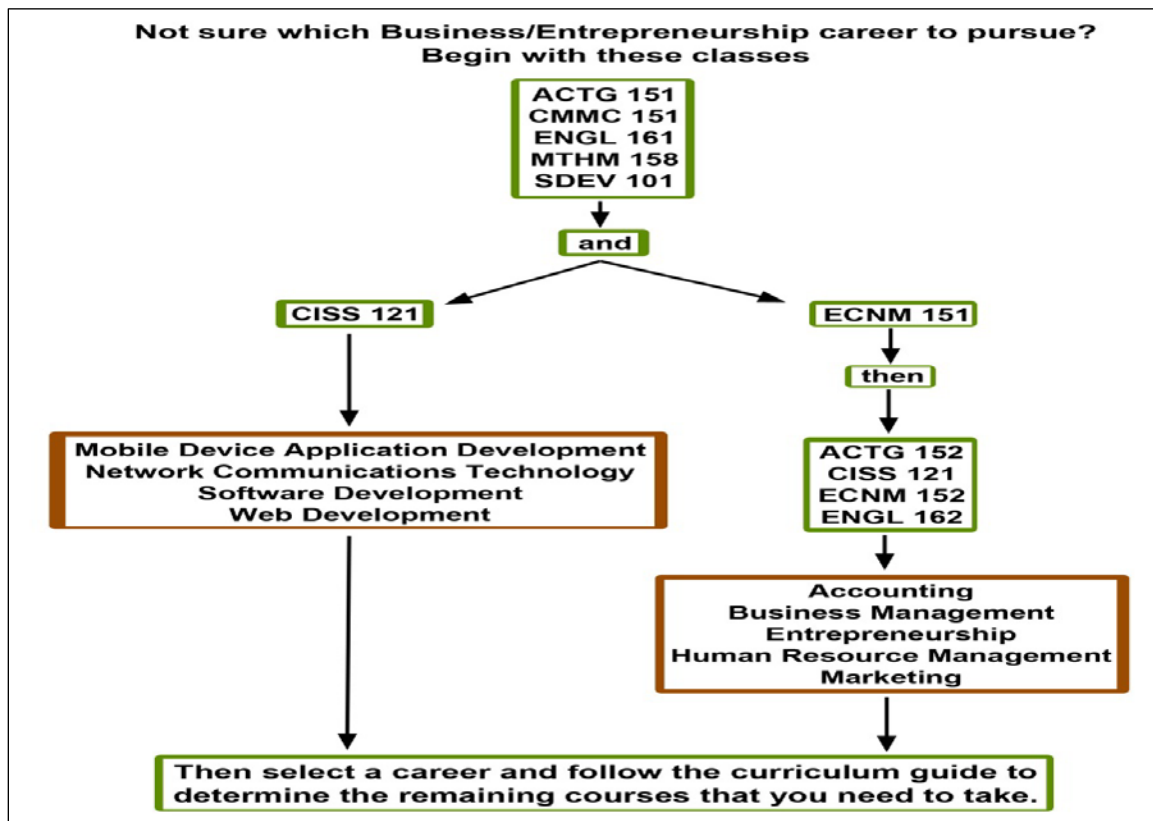 Not sure which Business/Entrepreneurship career to pursue?
Begin with these classes
ACTG 151
CMMC 151
ENGL 161
MTHM 158
SDEV 101
and
CISS 121
Mobile Device Application Development
Network Communications Technology
Software Development
Web Development
ECNM 151
then
ACTG 152
CISS 121
ECNM 152
ENGL 162
Accounting
Business Management
Entrepreneurship
Human Resource Management
Marketing
Then select a career and follow the curriculum guide to
determine the remaining courses that you need to take.